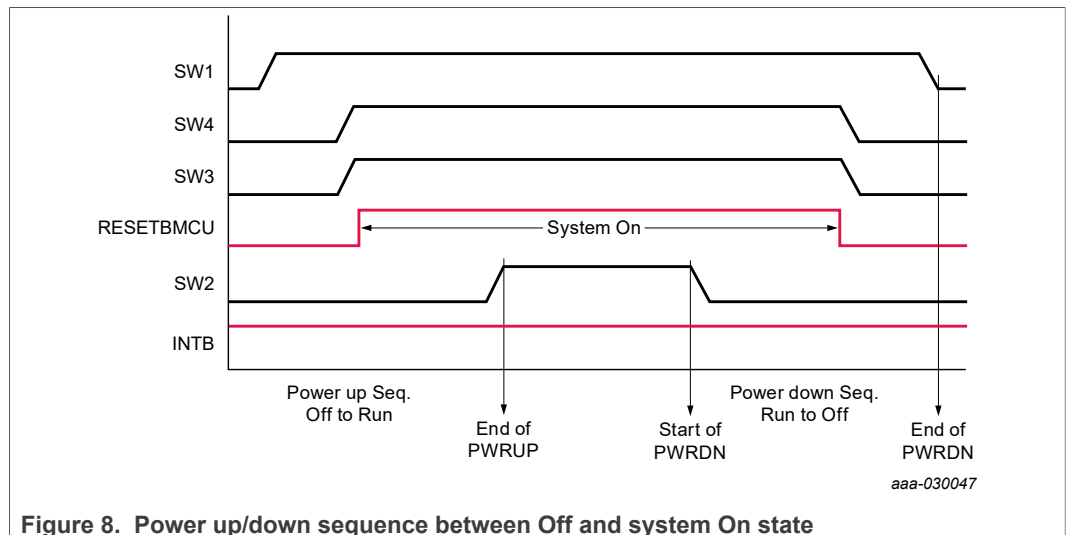 SW1
SW4
SW3
RESETBMCU
System On
SW2
INTB
Power up Seq.
Off to Run
End of
PWRUP
Start of
PWRDN
Power down Seq.
Run to Off
End of
PWRDN
aaa-030047
Figure 8. Power up/down sequence between Off and system On state